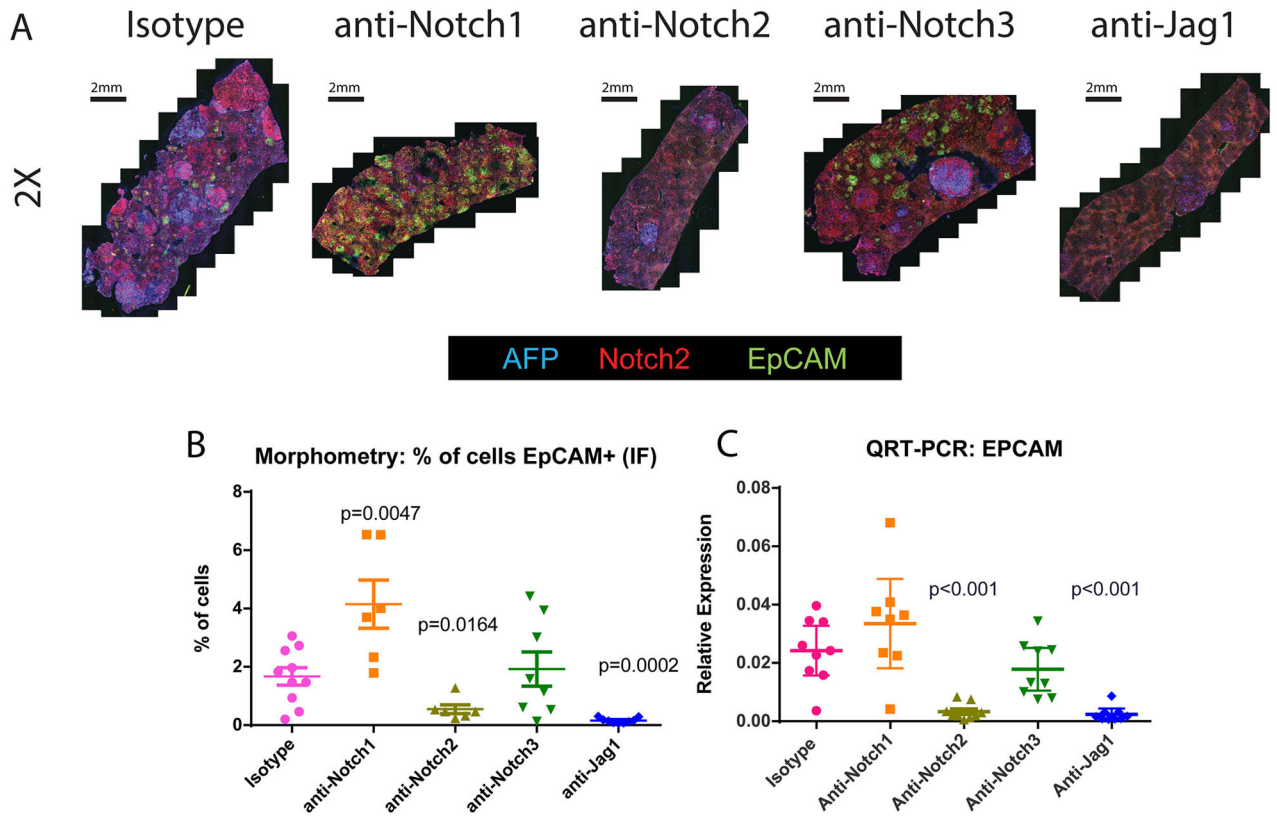 A
Isotype anti-Notch1 anti-Notch2 anti-Notch3 anti-Jag1
2mm 2mm 2mm 2mm 2mm
2X
AFP Notch2 EpCAM
B
Morphometry: % of cells EpCAM+ (IF)
% of cells
8
6
4
2
0
p=0.0047
p=0.0164
p=0.0002
Isotype
anti-Notch1
anti-Notch2
anti-Notch3
anti-Jag1
C
QRT-PCR: EPCAM
Relative Expression
0.08
0.06
0.04
0.02
0.00
p<0.001
p<0.001
Isotype
Anti-Notch1
Anti-Notch2
Anti-Notch3
Anti-Jag1